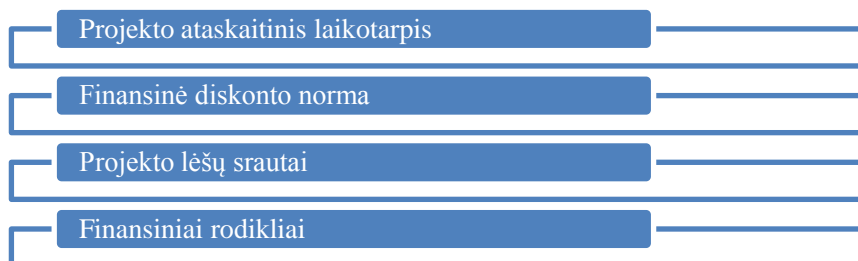 Projekto ataskaitinis laikotarpis
Finansinė diskonto norma
Projekto lėšų srautai
Finansiniai rodikliai